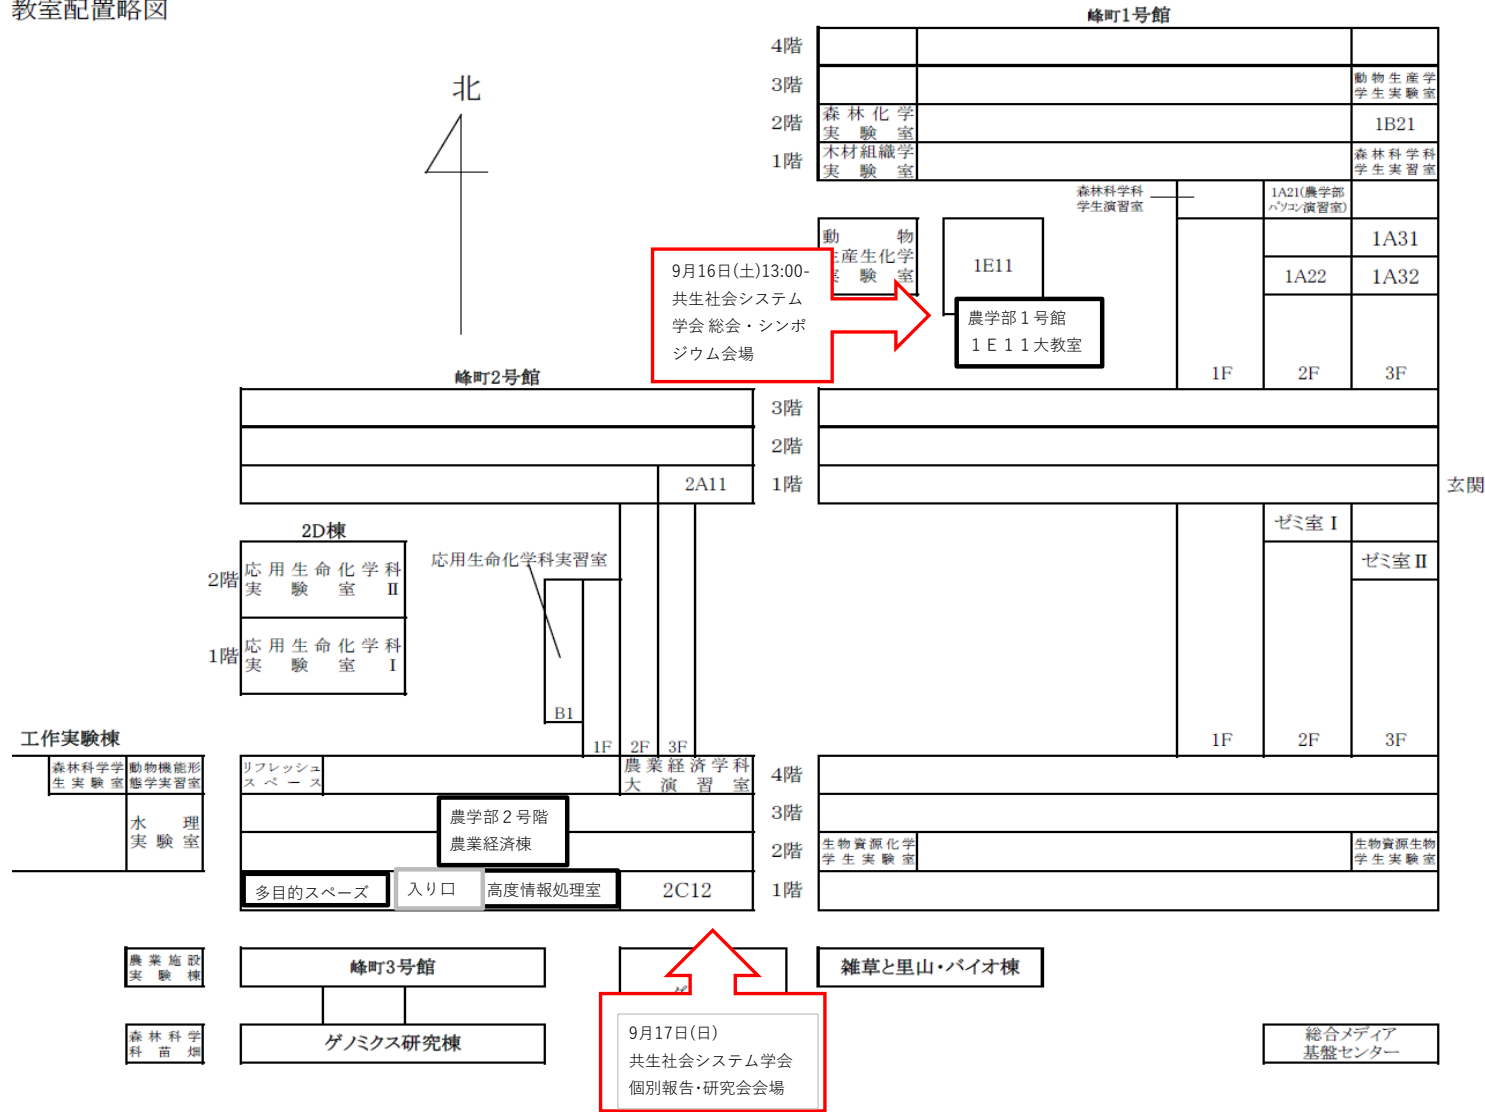 教室配置略図
峰町1号館
4階
3階
動物生産学
学生実験室
北
2階
森林化学
実験室
1B21
1階
木材組織学
実験室
森林科学科
学生実習室
森林科学科
学生演習室
1A21(農学部
パソコン演習室)
動物
生産生化学
実験室
1E11
1A31
1A22
1A32
9月16日(土)13:00-
共生社会システム
学会 総会・シンポ
ジウム会場
農学部１号館
１Ｅ１１大教室
1F
2F
3F
峰町2号館
3階
2階
2A11
1階
玄関
2D棟
ゼミ室Ⅰ
ゼミ室Ⅱ
2階
応用生命化学科
実験室Ⅱ
応用生命化学科実習室
1階
応用生命化学科
実験室Ⅰ
B1
1F
2F
3F
1F
2F
3F
工作実験棟
森林科学学
生実験室
動物機能形
態学実習室
リフレッシュ
スペース
農業経済学科
大演習室
4階
水理
実験室
農学部２号階
農業経済棟
3階
2階
生物資源化学
学生実験室
生物資源生物
学生実験室
多目的スペーズ
入り口
高度情報処理室
2C12
1階
農業施設
実験棟
峰町3号館
雑草と里山・バイオ棟
森林科学
科苗畑
ゲノミクス研究棟
9月17日(日)
共生社会システム学会
個別報告・研究会会場
総合メディア
基盤センター